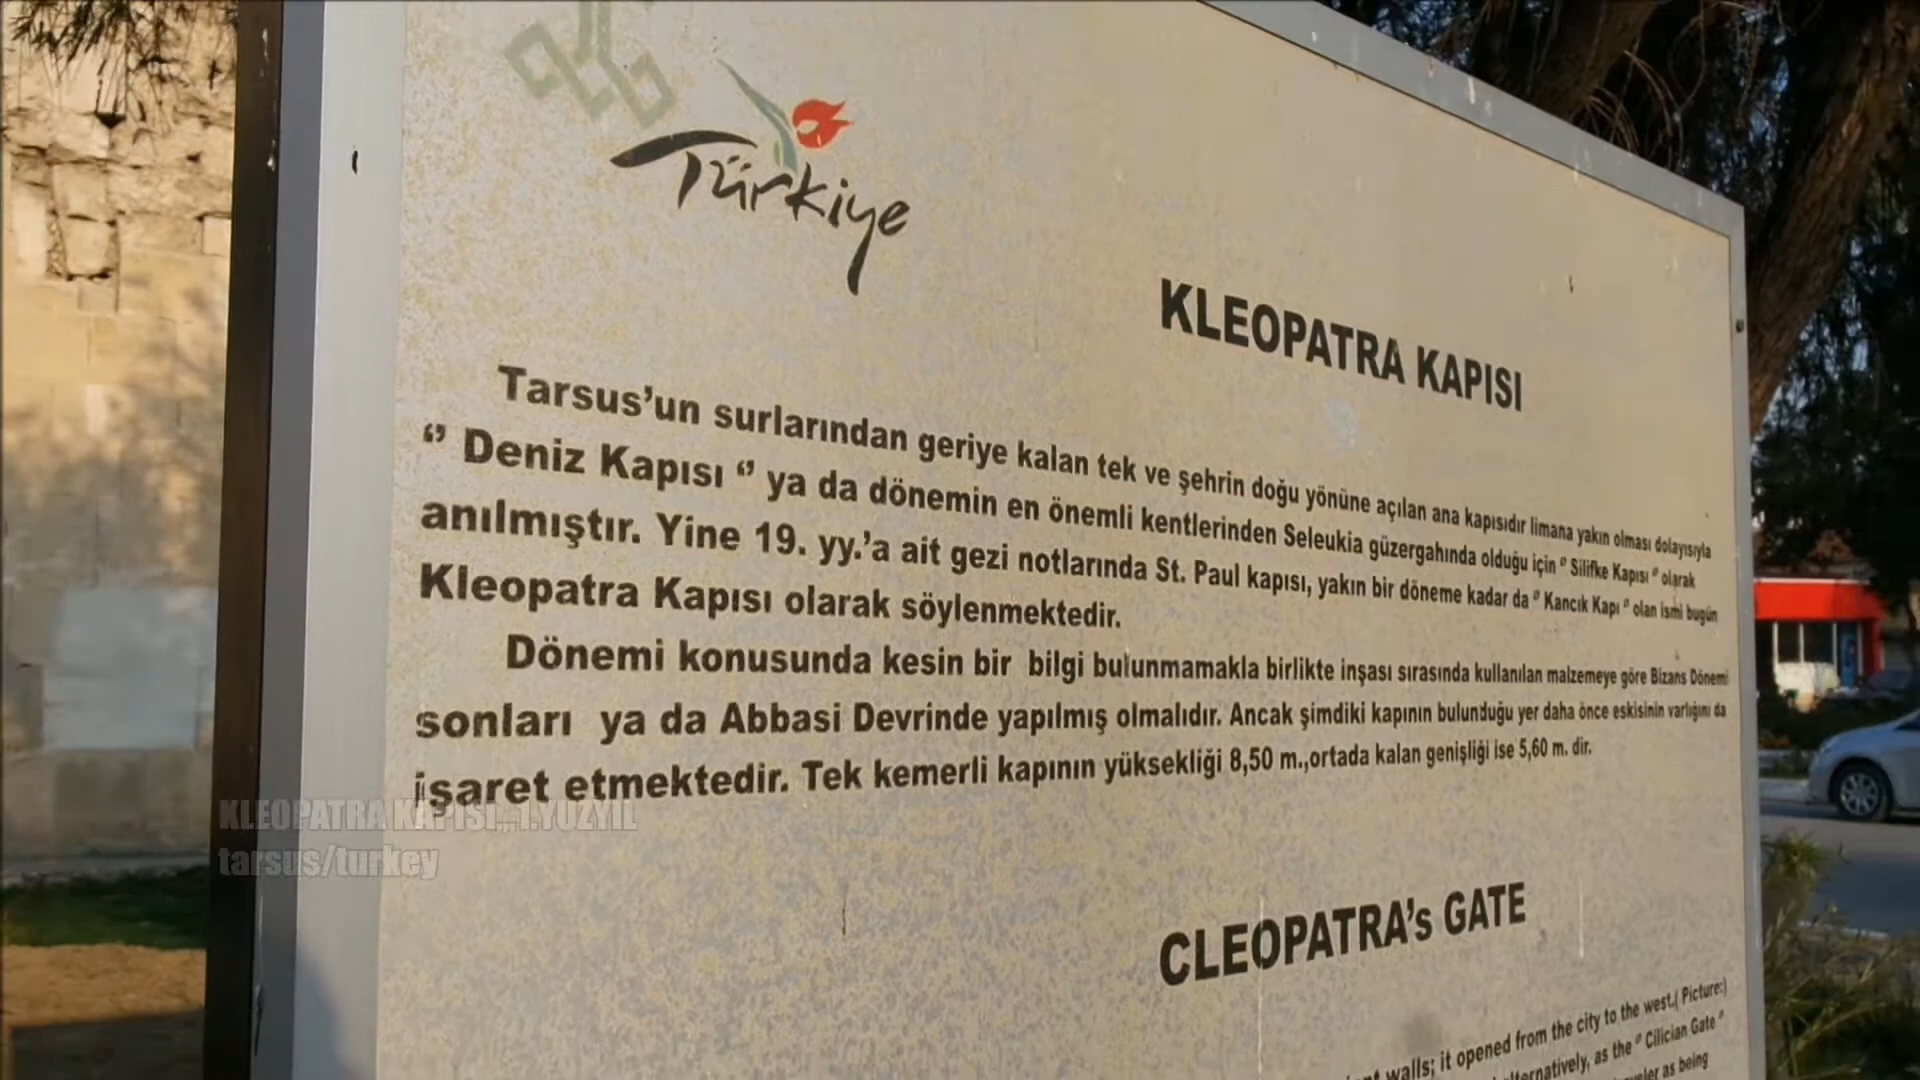 Türkiye
KLEOPATRA KAPISI
Tarsus'un surlarından geriye kalan tek ve şehrin doğu yönüne açılan ana kapısıdır limana yakın olması dolayısıyla
“ Deniz Kapısı “ ya da dönemin en önemli kentlerinden Seleukia güzergahında olduğu için “ Silifke Kapısı “ olarak
anılmıştır. Yine 19. yy.'a ait gezi notlarında St. Paul kapısı, yakın bir döneme kadar da “ Kancık Kapı “ olan ismi bugün
Kleopatra Kapısı olarak söylenmektedir.
Dönemi konusunda kesin bir bilgi bulunmamakla birlikte inşası sırasında kullanılan malzemeye göre Bizans Dönemi
sonları ya da Abbasi Devrinde yapılmış olmalıdır. Ancak şimdiki kapının bulunduğu yer daha önce eskisinin varlığını da
işaret etmektedir. Tek kemerli kapının yüksekliği 8,50 m.,ortada kalan genişliği ise 5,60 m. dir.
KLEOPATRA KAPISI,, 1.YÜZYIL
tarsus/turkey
CLEOPATRA's GATE
walls; it opened from the city to the west.( Picture:)
as the “ Cilician Gate “
as being